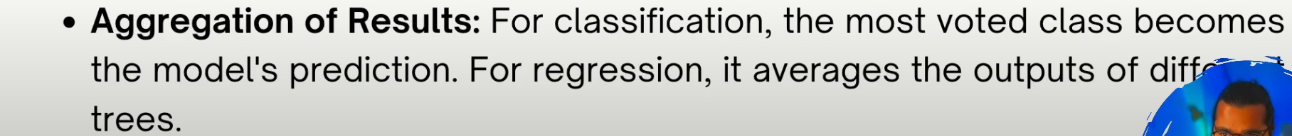 • Aggregation of Results: For classification, the most voted class becomes
the model's prediction. For regression, it averages the outputs of different
trees.